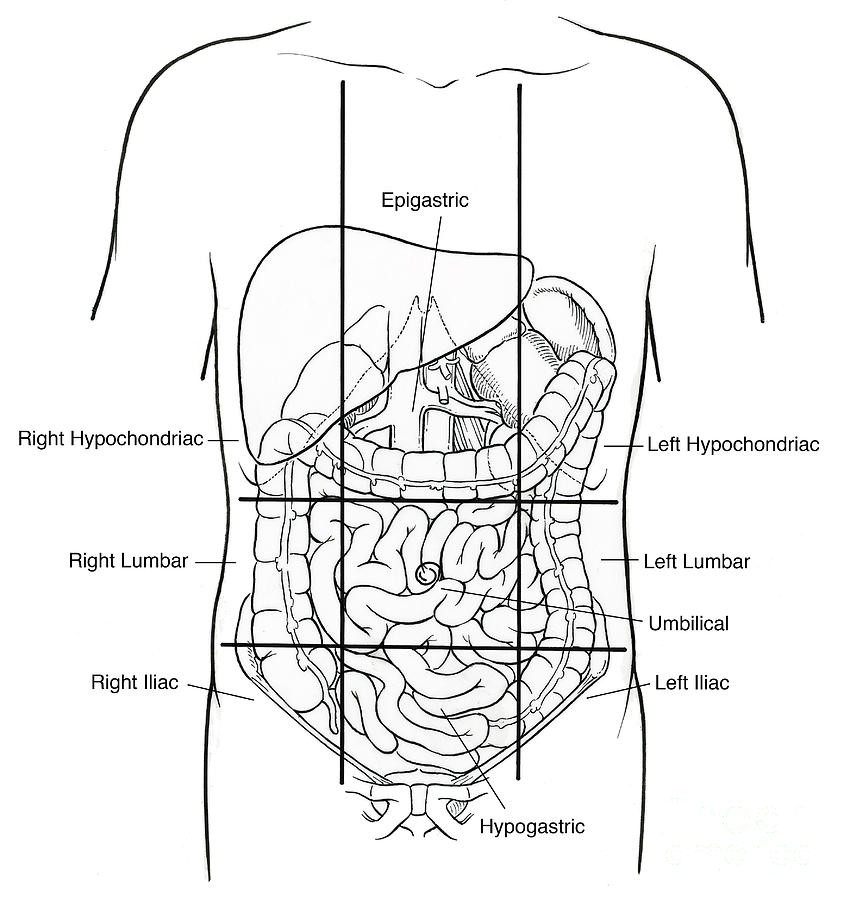 Epigastric
Right Hypochondriac
Left Hypochondriac
Right Lumbar
Left Lumbar
Umbilical
Right Iliac
Left Iliac
Hypogastric